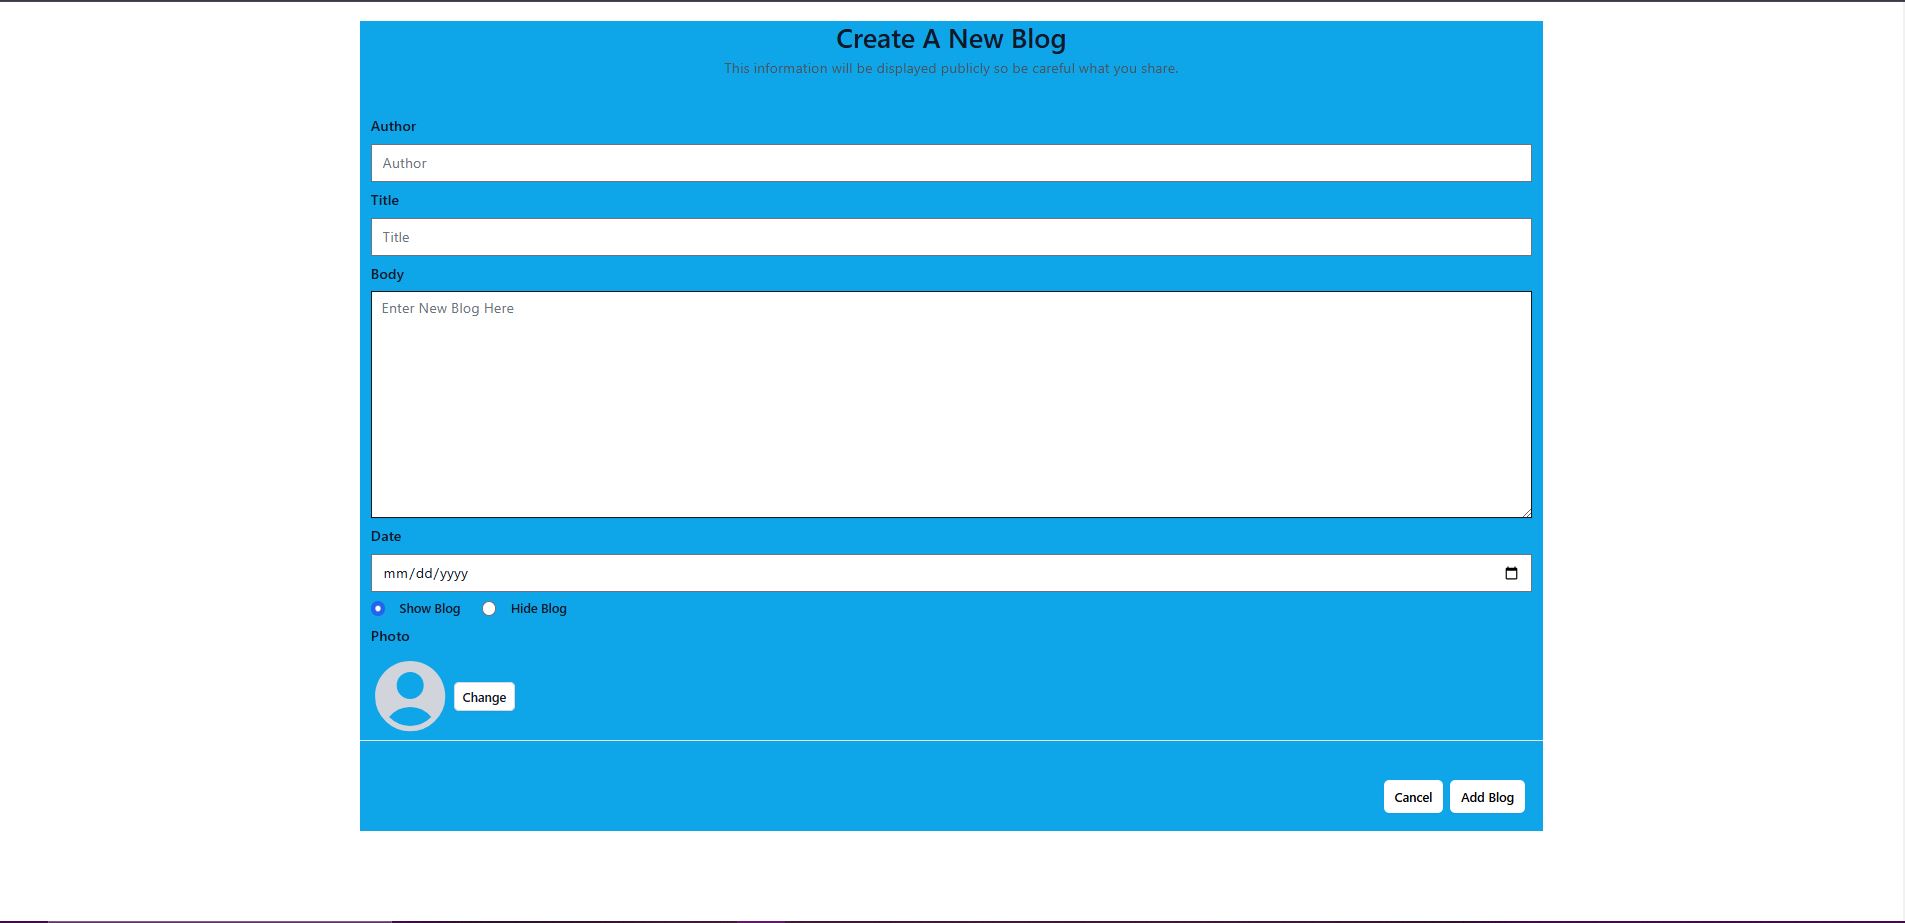 Create A New Blog
This information will be displayed publicly so be careful what you share.
Author
Author
Title
Title
Body
Enter New Blog Here
Date
mm/dd/yyyy
Show Blog Hide Blog
Photo
Change
Cancel Add Blog